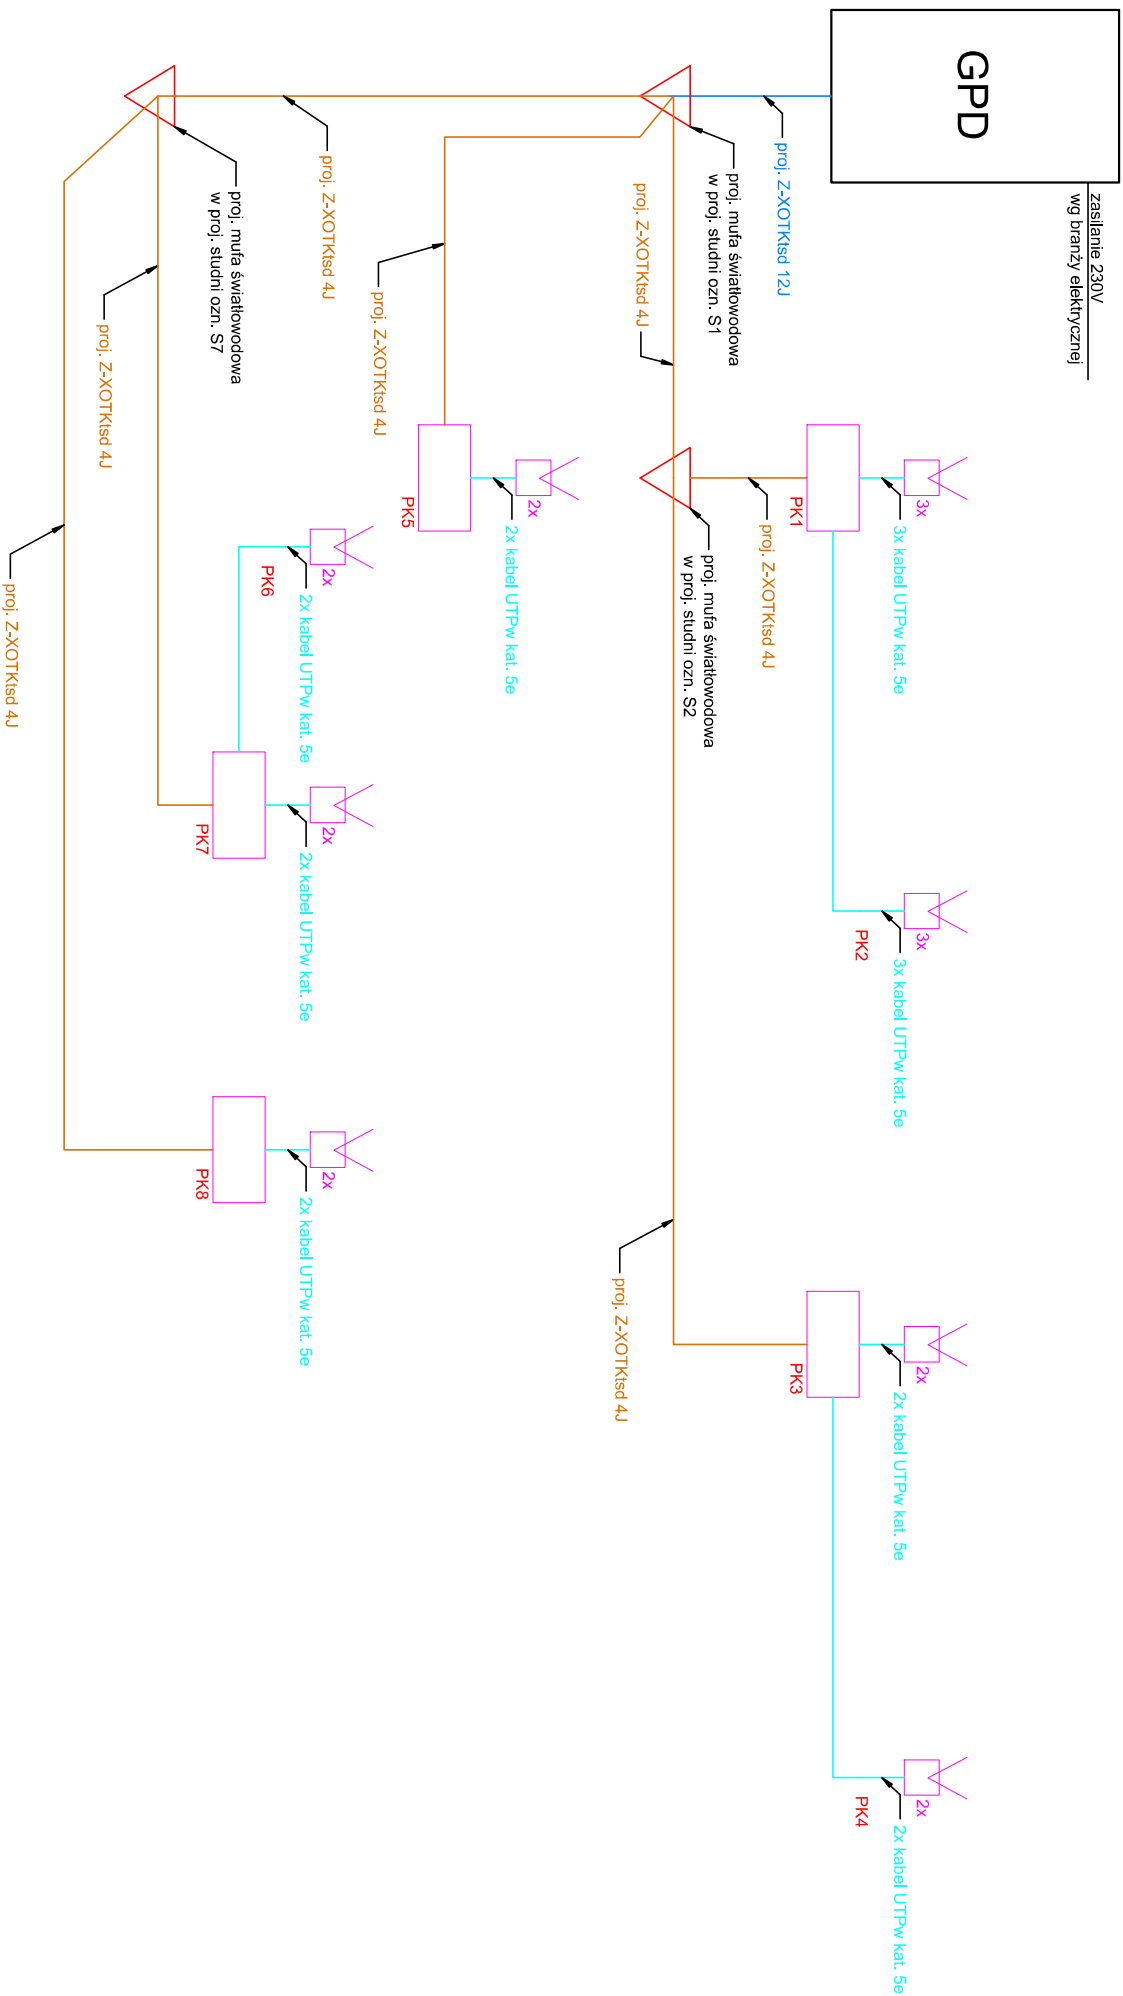 GPD
zasilanie 230V
wg branży elektrycznej
proj. Z-XOTKtsd 12J
proj. mufa światłowodowa
w proj. studni ozn. S1
proj. Z-XOTKtsd 4J
proj. Z-XOTKtsd 4J
proj. mufa światłowodowa
w proj. studni ozn. S7
proj. Z-XOTKtsd 4J
proj. Z-XOTKtsd 4J
proj. Z-XOTKtsd 4J
3x
3x kabel UTPw kat. 5e
PK1
proj. Z-XOTKtsd 4J
proj. mufa światłowodowa
w proj. studni ozn. S2
2x
2x kabel UTPw kat. 5e
PK5
2x
2x kabel UTPw kat. 5e
PK6
2x
2x kabel UTPw kat. 5e
PK7
3x
3x kabel UTPw kat. 5e
PK2
2x
2x kabel UTPw kat. 5e
PK8
2x
2x kabel UTPw kat. 5e
PK3
proj. Z-XOTKtsd 4J
2x
2x kabel UTPw kat. 5e
PK4